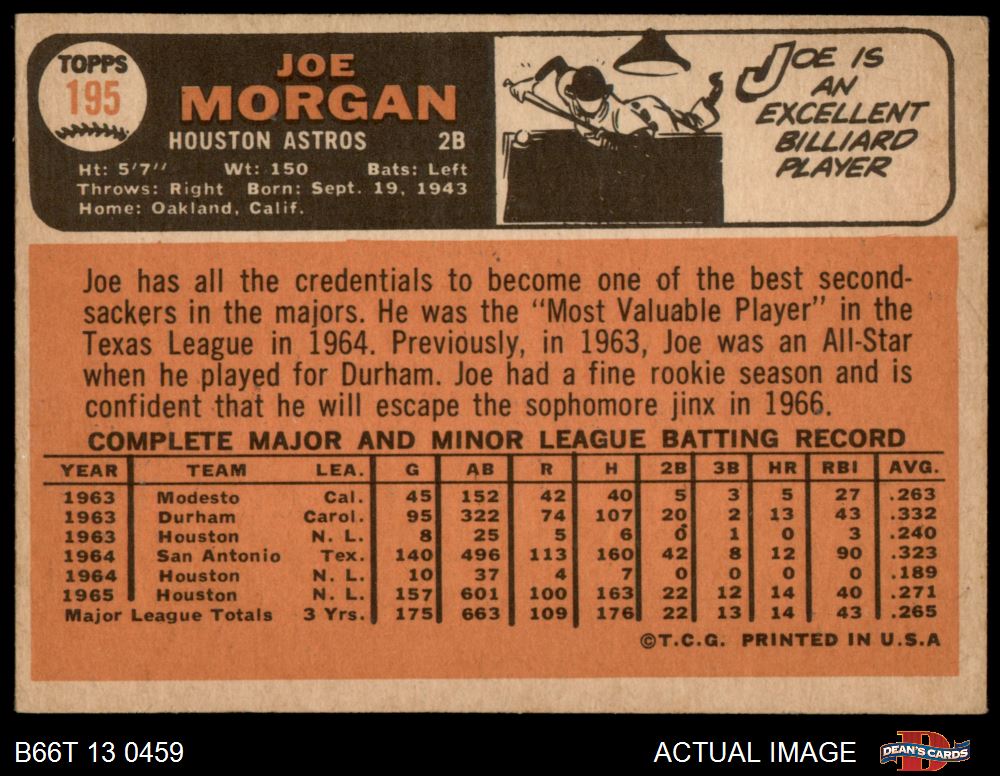 TOPPS
195
JOE
MORGAN
HOUSTON ASTROS 2B
Ht: 5'7" Wt: 150 Bats: Left
Throws: Right Born: Sept. 19, 1943
Home: Oakland, Calif.
JOE IS
AN
EXCELLENT
BILLIARD
PLAYER
Joe has all the credentials to become one of the best second-
sackers in the majors. He was the "Most Valuable Player" in the
Texas League in 1964. Previously, in 1963, Joe was an All-Star
when he played for Durham. Joe had a fine rookie season and is
confident that he will escape the sophomore jinx in 1966.
COMPLETE MAJOR AND MINOR LEAGUE BATTING RECORD
YEAR TEAM LEA. G AB R H 2B 3B HR RBI AVG.
1963 Modesto Cal. 45 152 42 40 5 3 5 27 .263
1963 Durham Carol. 95 322 74 107 20 2 13 43 .332
1963 Houston N. L. 8 25 5 6 0 1 0 3 .240
1964 San Antonio Tex. 140 496 113 160 42 8 12 90 .323
1964 Houston N. L. 10 37 4 7 0 0 0 0 .189
1965 Houston N. L. 157 601 100 163 22 12 14 40 .271
Major League Totals 3 Yrs. 175 663 109 176 22 13 14 43 .265
©T.C.G. PRINTED IN U.S.A
B66T 13 0459
ACTUAL IMAGE
D
DEAN'S CARDS